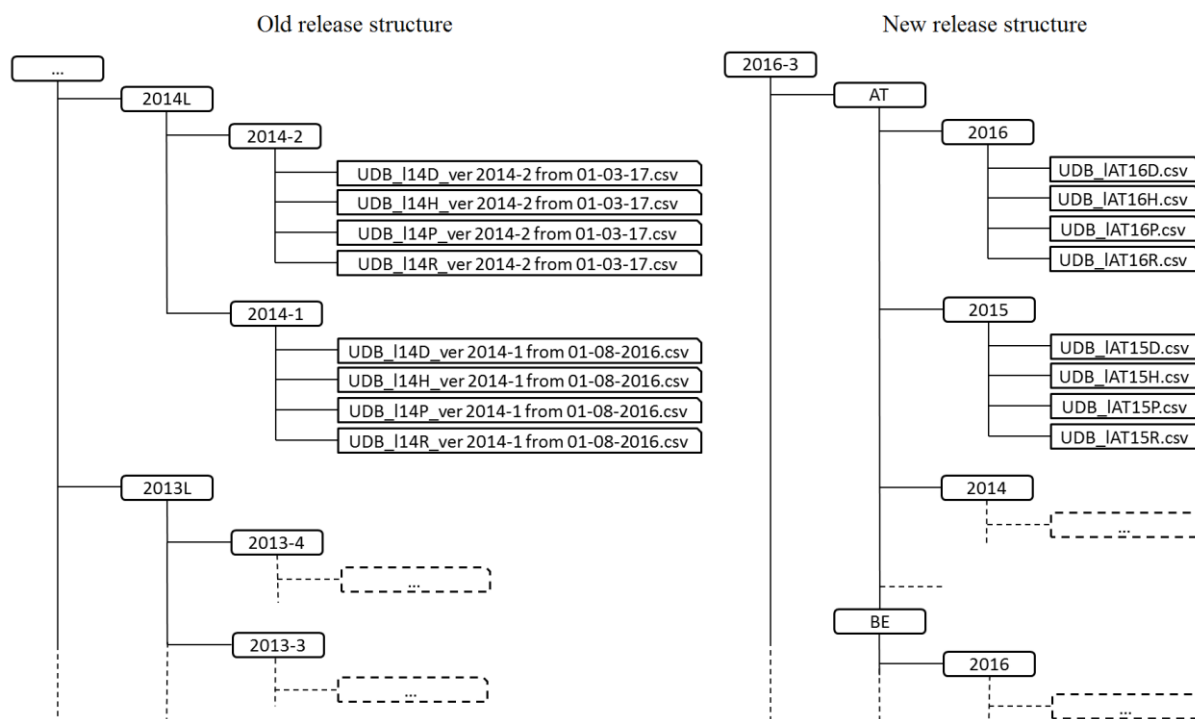 Old release structure
...
2014L
2014-2
UDB_l14D_ver 2014-2 from 01-03-17.csv
UDB_l14H_ver 2014-2 from 01-03-17.csv
UDB_l14P_ver 2014-2 from 01-03-17.csv
UDB_l14R_ver 2014-2 from 01-03-17.csv
2014-1
UDB_l14D_ver 2014-1 from 01-08-2016.csv
UDB_l14H_ver 2014-1 from 01-08-2016.csv
UDB_l14P_ver 2014-1 from 01-08-2016.csv
UDB_l14R_ver 2014-1 from 01-08-2016.csv
2013L
2013-4
...
2013-3
...
New release structure
2016-3
AT
2016
UDB_lAT16D.csv
UDB_lAT16H.csv
UDB_lAT16P.csv
UDB_lAT16R.csv
2015
UDB_lAT15D.csv
UDB_lAT15H.csv
UDB_lAT15P.csv
UDB_lAT15R.csv
2014
...
BE
2016
...